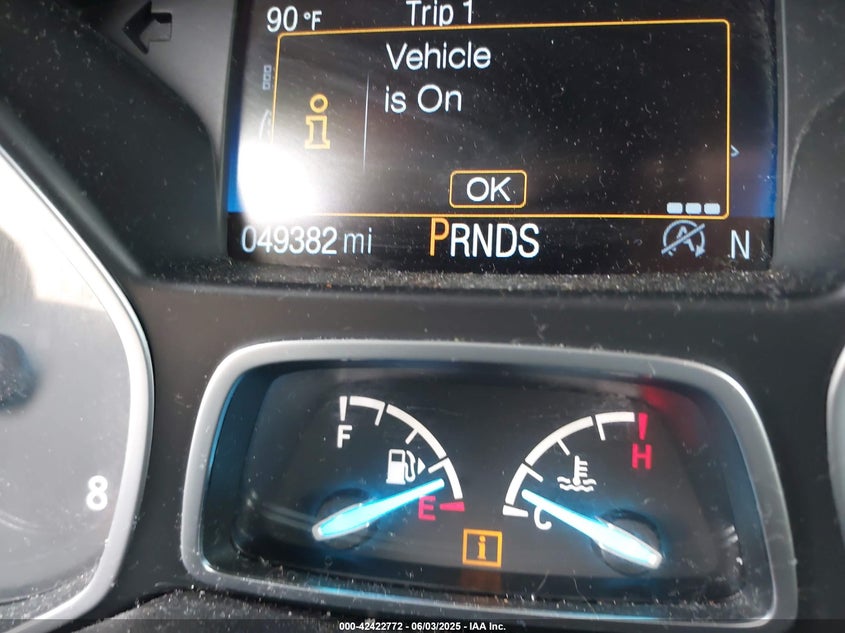 90 °F Trip 1
Vehicle
is On
OK
049382 mi PRNDS A N
F H
E C
8
i
000-42422772 - 06/03/2025 - IAA Inc.